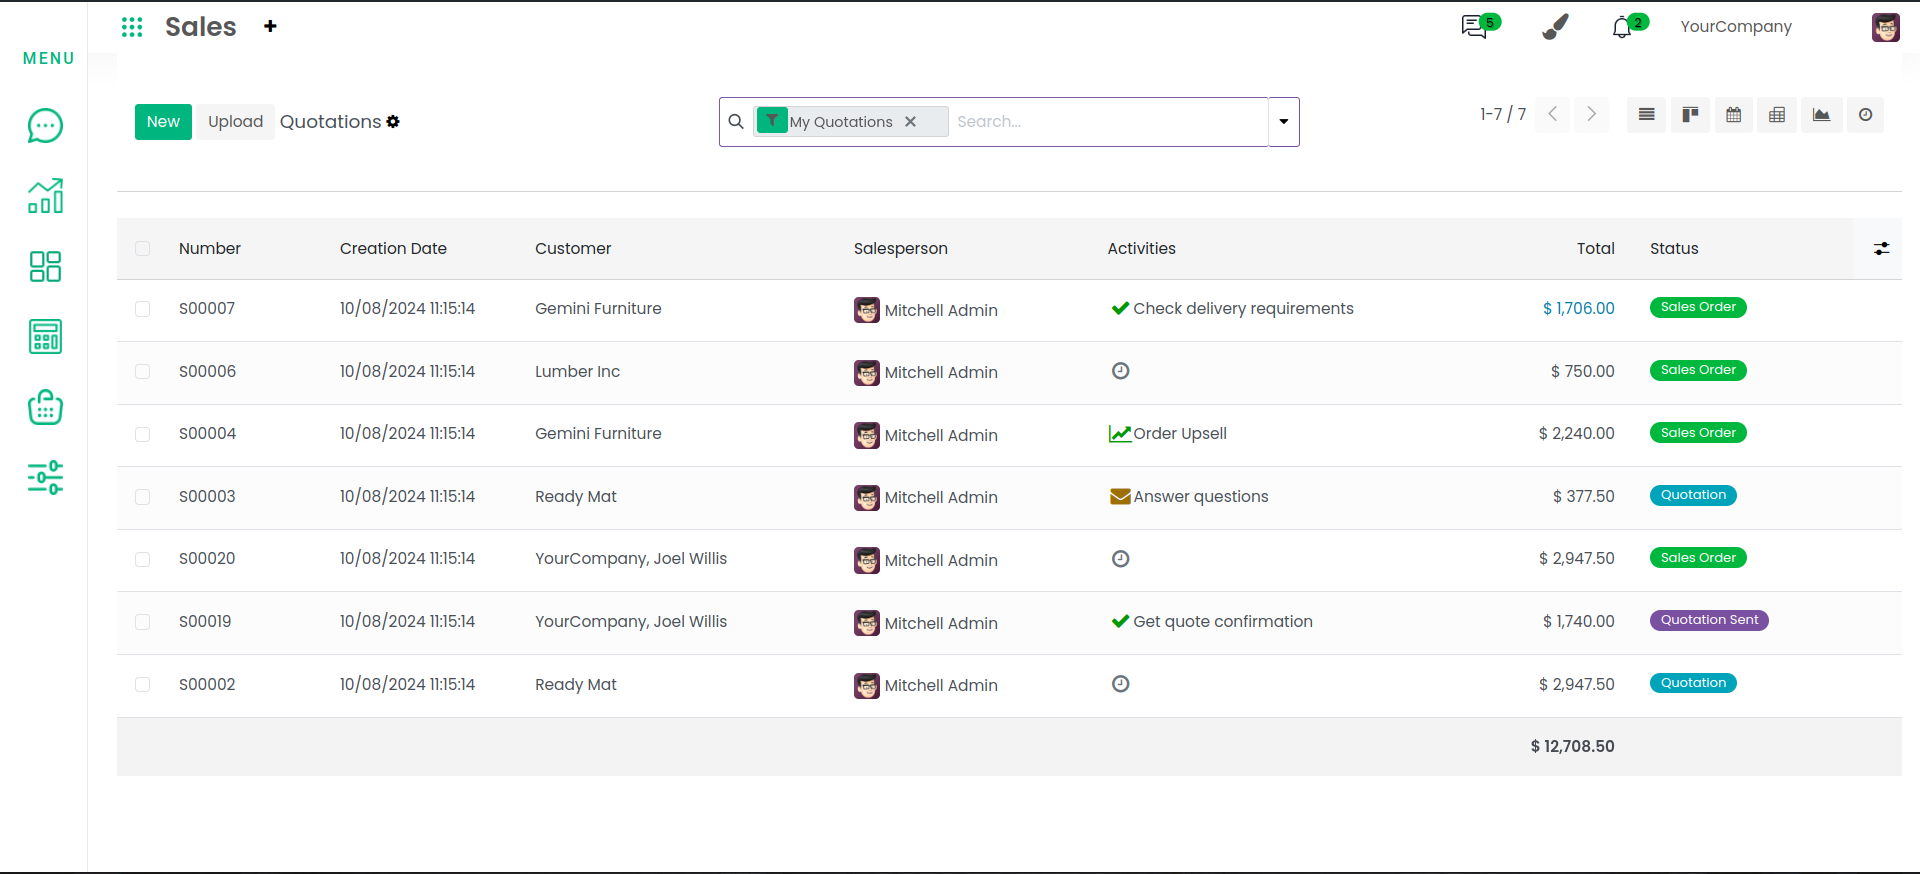 Sales +
5
2
YourCompany
MENU
New Upload Quotations
My Quotations × Search...
1-7 / 7
Number Creation Date Customer Salesperson Activities Total Status
S00007 10/08/2024 11:15:14 Gemini Furniture Mitchell Admin Check delivery requirements $ 1,706.00 Sales Order
S00006 10/08/2024 11:15:14 Lumber Inc Mitchell Admin $ 750.00 Sales Order
S00004 10/08/2024 11:15:14 Gemini Furniture Mitchell Admin Order Upsell $ 2,240.00 Sales Order
S00003 10/08/2024 11:15:14 Ready Mat Mitchell Admin Answer questions $ 377.50 Quotation
S00020 10/08/2024 11:15:14 YourCompany, Joel Willis Mitchell Admin $ 2,947.50 Sales Order
S00019 10/08/2024 11:15:14 YourCompany, Joel Willis Mitchell Admin Get quote confirmation $ 1,740.00 Quotation Sent
S00002 10/08/2024 11:15:14 Ready Mat Mitchell Admin $ 2,947.50 Quotation
$ 12,708.50